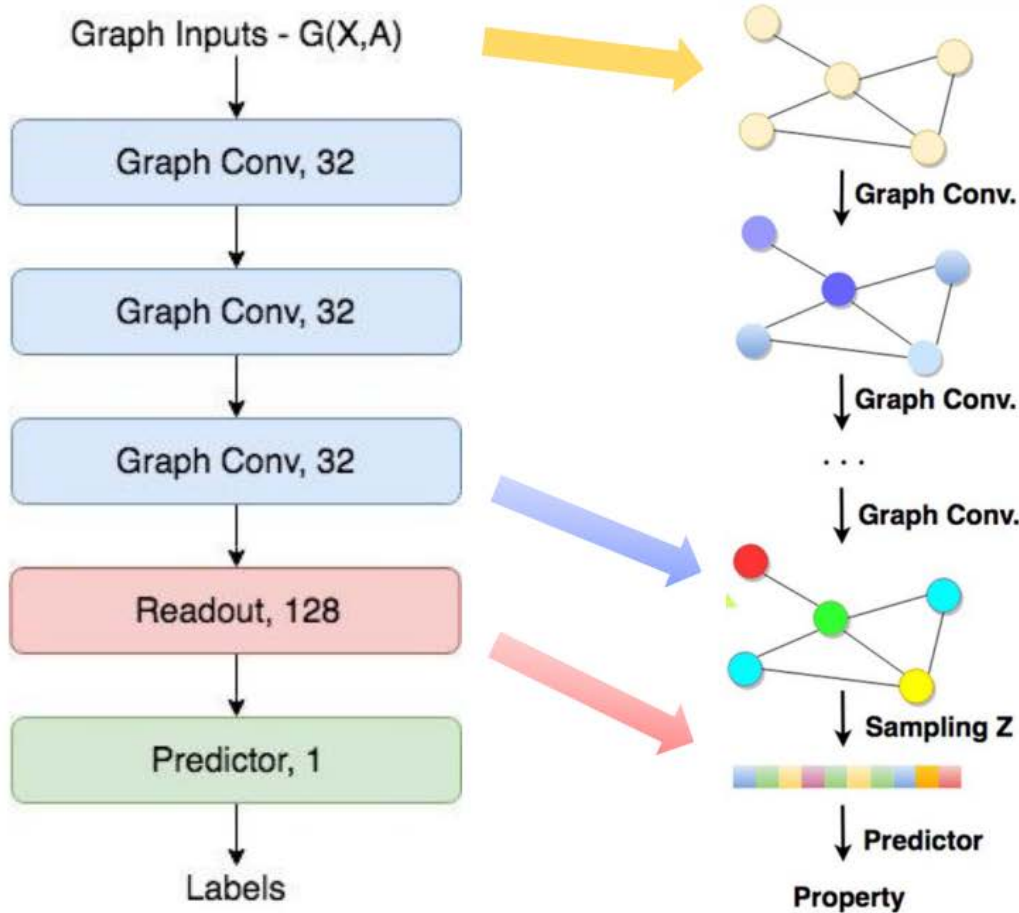 Graph Inputs - G(X,A)
Graph Conv, 32
Graph Conv, 32
Graph Conv, 32
Readout, 128
Predictor, 1
Labels
Graph Conv.
Graph Conv.
. . .
Graph Conv.
Sampling Z
Predictor
Property